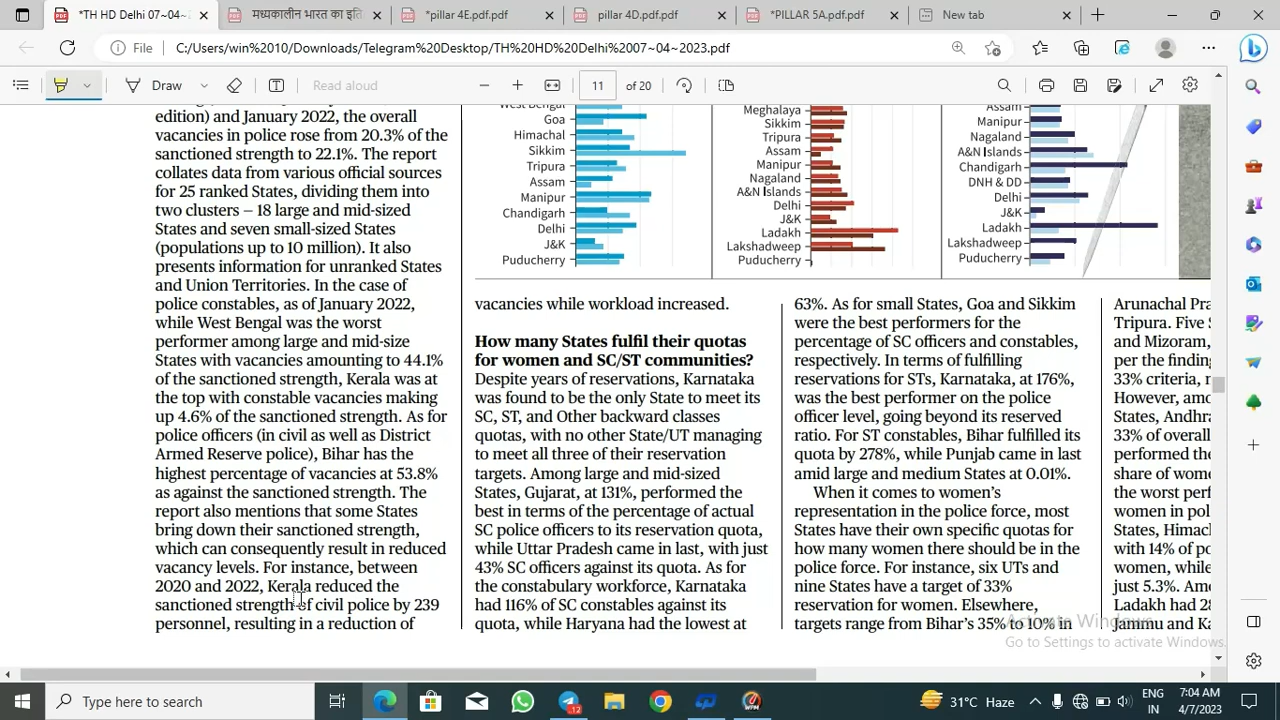 *TH HD Delhi 07~04~
मध्यकालीन भारत का इति
*pillar 4E.pdf.pdf
pillar 4D.pdf.pdf
*PILLAR 5A.pdf.pdf
New tab
File
C:/Users/win%2010/Downloads/Telegram%20Desktop/TH%20HD%20Delhi%2007~04~2023.pdf
Draw
Read aloud
11
of 20
edition) and January 2022, the overall
vacancies in police rose from 20.3% of the
sanctioned strength to 22.1%. The report
collates data from various official sources
for 25 ranked States, dividing them into
two clusters – 18 large and mid-sized
States and seven small-sized States
(populations up to 10 million). It also
presents information for unranked States
and Union Territories. In the case of
police constables, as of January 2022,
while West Bengal was the worst
performer among large and mid-size
States with vacancies amounting to 44.1%
of the sanctioned strength, Kerala was at
the top with constable vacancies making
up 4.6% of the sanctioned strength. As for
police officers (in civil as well as District
Armed Reserve police), Bihar has the
highest percentage of vacancies at 53.8%
as against the sanctioned strength. The
report also mentions that some States
bring down their sanctioned strength,
which can consequently result in reduced
vacancy levels. For instance, between
2020 and 2022, Kerala reduced the
sanctioned strength of civil police by 239
personnel, resulting in a reduction of
West Bengal
Goa
Himachal
Sikkim
Tripura
Assam
Manipur
Chandigarh
Delhi
J&K
Puducherry
Meghalaya
Sikkim
Tripura
Assam
Manipur
Nagaland
A&N Islands
Delhi
J&K
Ladakh
Lakshadweep
Puducherry
Assam
Manipur
Nagaland
A&N Islands
Chandigarh
DNH & DD
Delhi
J&K
Ladakh
Lakshadweep
Puducherry
vacancies while workload increased.
How many States fulfil their quotas
for women and SC/ST communities?
Despite years of reservations, Karnataka
was found to be the only State to meet its
SC, ST, and Other backward classes
quotas, with no other State/UT managing
to meet all three of their reservation
targets. Among large and mid-sized
States, Gujarat, at 131%, performed the
best in terms of the percentage of actual
SC police officers to its reservation quota,
while Uttar Pradesh came in last, with just
43% SC officers against its quota. As for
the constabulary workforce, Karnataka
had 116% of SC constables against its
quota, while Haryana had the lowest at
63%. As for small States, Goa and Sikkim
were the best performers for the
percentage of SC officers and constables,
respectively. In terms of fulfilling
reservations for STs, Karnataka, at 176%,
was the best performer on the police
officer level, going beyond its reserved
ratio. For ST constables, Bihar fulfilled its
quota by 278%, while Punjab came in last
amid large and medium States at 0.01%.
When it comes to women's
representation in the police force, most
States have their own specific quotas for
how many women there should be in the
police force. For instance, six UTs and
nine States have a target of 33%
reservation for women. Elsewhere,
targets range from Bihar's 35% to 10% in
Arunachal Pra
Tripura. Five
and Mizoram,
per the finding
33% criteria, n
However, amo
States, Andhra
33% of overall
performed the
share of wome
the worst perf
women in pol
States, Himac
with 14% of po
women, while
just 5.3%. Amo
Ladakh had 28
Jammu and Ka
Activate Windows
Go to Settings to activate Windows.
Type here to search
12
31°C Haze
ENG
IN
7:04 AM
4/7/2023